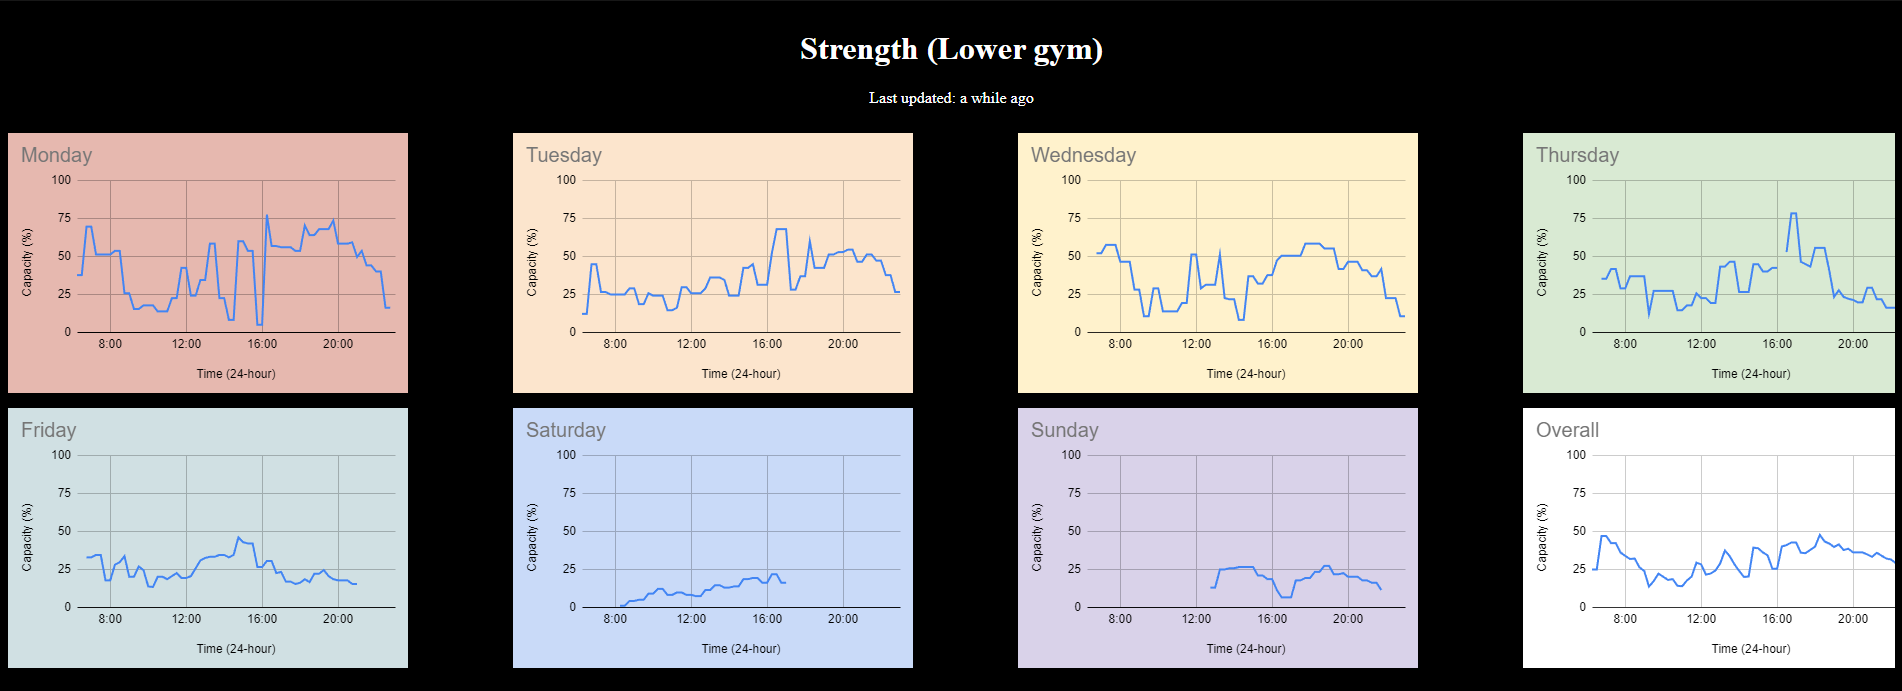 Strength (Lower gym)
Last updated: a while ago
Monday
100
75
50
25
0
Capacity (%)
8:00 12:00 16:00 20:00
Time (24-hour)
Tuesday
100
75
50
25
0
Capacity (%)
8:00 12:00 16:00 20:00
Time (24-hour)
Wednesday
100
75
50
25
0
Capacity (%)
8:00 12:00 16:00 20:00
Time (24-hour)
Thursday
100
75
50
25
0
Capacity (%)
8:00 12:00 16:00 20:00
Time (24-hour)
Friday
100
75
50
25
0
Capacity (%)
8:00 12:00 16:00 20:00
Time (24-hour)
Saturday
100
75
50
25
0
Capacity (%)
8:00 12:00 16:00 20:00
Time (24-hour)
Sunday
100
75
50
25
0
Capacity (%)
8:00 12:00 16:00 20:00
Time (24-hour)
Overall
100
75
50
25
0
Capacity (%)
8:00 12:00 16:00 20:00
Time (24-hour)